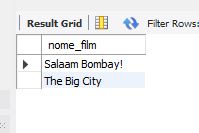 Result Grid Filter Rows:
nome_film
Salaam Bombay!
The Big City